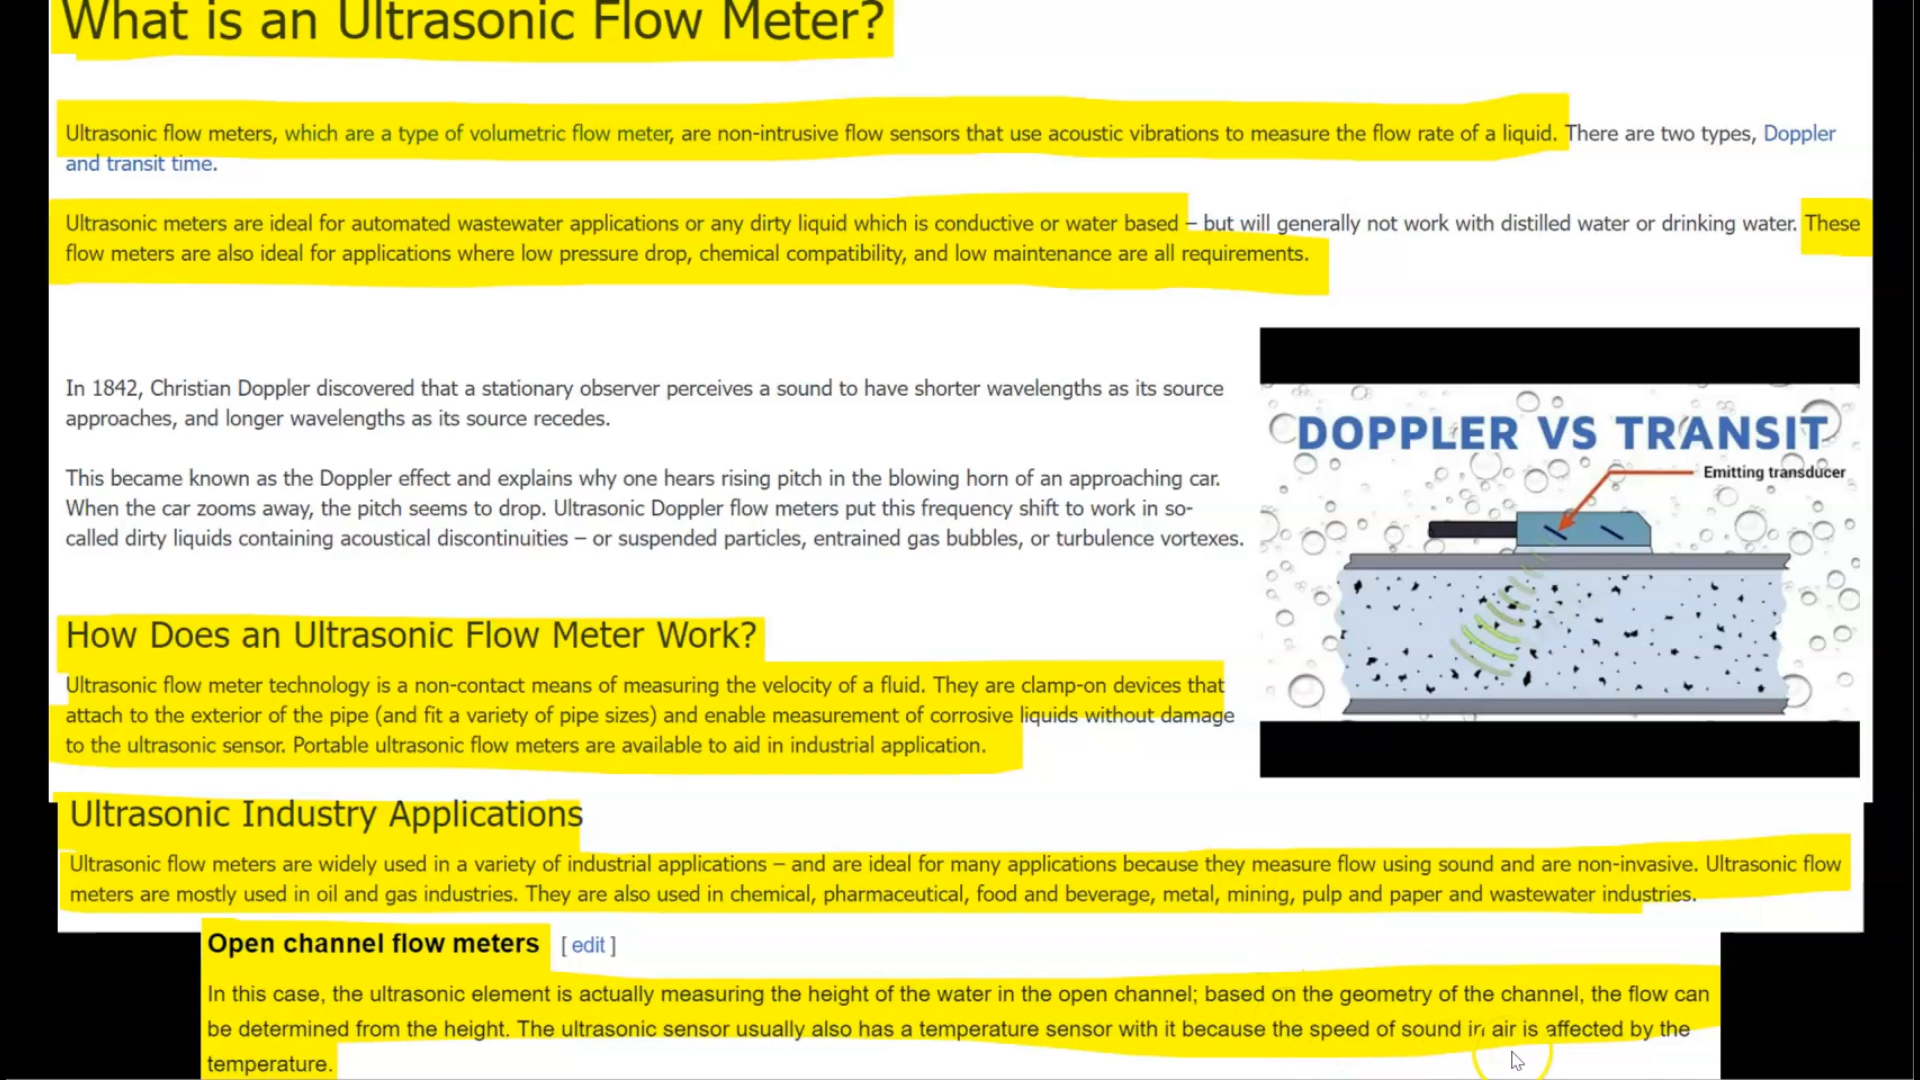 What is an Ultrasonic Flow Meter?
Ultrasonic flow meters, which are a type of volumetric flow meter, are non-intrusive flow sensors that use acoustic vibrations to measure the flow rate of a liquid. There are two types, Doppler
and transit time.
Ultrasonic meters are ideal for automated wastewater applications or any dirty liquid which is conductive or water based – but will generally not work with distilled water or drinking water. These
flow meters are also ideal for applications where low pressure drop, chemical compatibility, and low maintenance are all requirements.
In 1842, Christian Doppler discovered that a stationary observer perceives a sound to have shorter wavelengths as its source
approaches, and longer wavelengths as its source recedes.
This became known as the Doppler effect and explains why one hears rising pitch in the blowing horn of an approaching car.
When the car zooms away, the pitch seems to drop. Ultrasonic Doppler flow meters put this frequency shift to work in so-
called dirty liquids containing acoustical discontinuities – or suspended particles, entrained gas bubbles, or turbulence vortexes.
DOPPLER VS TRANSIT
Emitting transducer
How Does an Ultrasonic Flow Meter Work?
Ultrasonic flow meter technology is a non-contact means of measuring the velocity of a fluid. They are clamp-on devices that
attach to the exterior of the pipe (and fit a variety of pipe sizes) and enable measurement of corrosive liquids without damage
to the ultrasonic sensor. Portable ultrasonic flow meters are available to aid in industrial application.
Ultrasonic Industry Applications
Ultrasonic flow meters are widely used in a variety of industrial applications – and are ideal for many applications because they measure flow using sound and are non-invasive. Ultrasonic flow
meters are mostly used in oil and gas industries. They are also used in chemical, pharmaceutical, food and beverage, metal, mining, pulp and paper and wastewater industries.
Open channel flow meters [ edit ]
In this case, the ultrasonic element is actually measuring the height of the water in the open channel; based on the geometry of the channel, the flow can
be determined from the height. The ultrasonic sensor usually also has a temperature sensor with it because the speed of sound in air is affected by the
temperature.